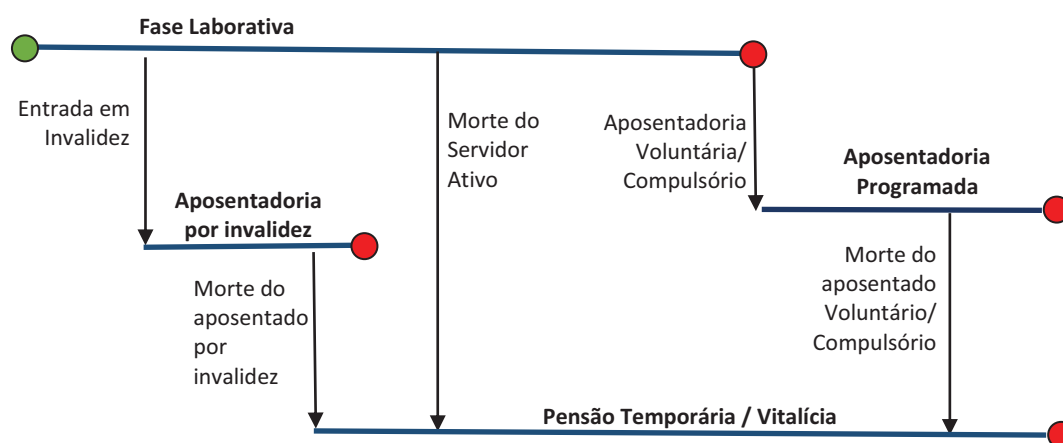 Fase Laborativa
Entrada em
Invalidez
Morte do
Servidor
Ativo
Aposentadoria
Voluntária/
Compulsório
Aposentadoria
Programada
Aposentadoria
por invalidez
Morte do
aposentado
por
invalidez
Morte do
aposentado
Voluntário/
Compulsório
Pensão Temporária / Vitalícia